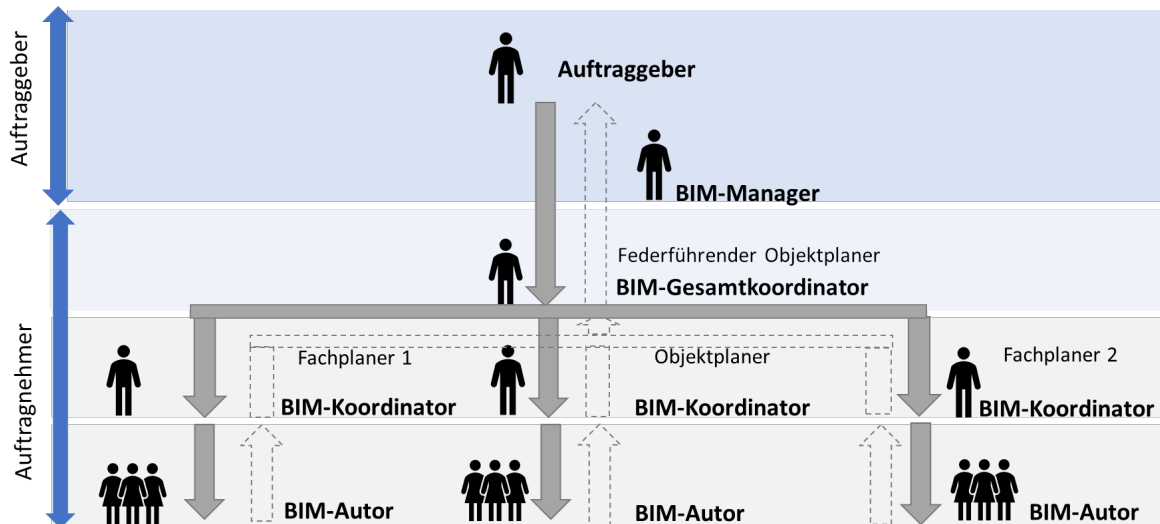 Auftraggeber
Auftraggeber
BIM-Manager
Auftragnehmer
Federführender Objektplaner
BIM-Gesamtkoordinator
Fachplaner 1
Objektplaner
Fachplaner 2
BIM-Koordinator
BIM-Koordinator
BIM-Koordinator
BIM-Autor
BIM-Autor
BIM-Autor